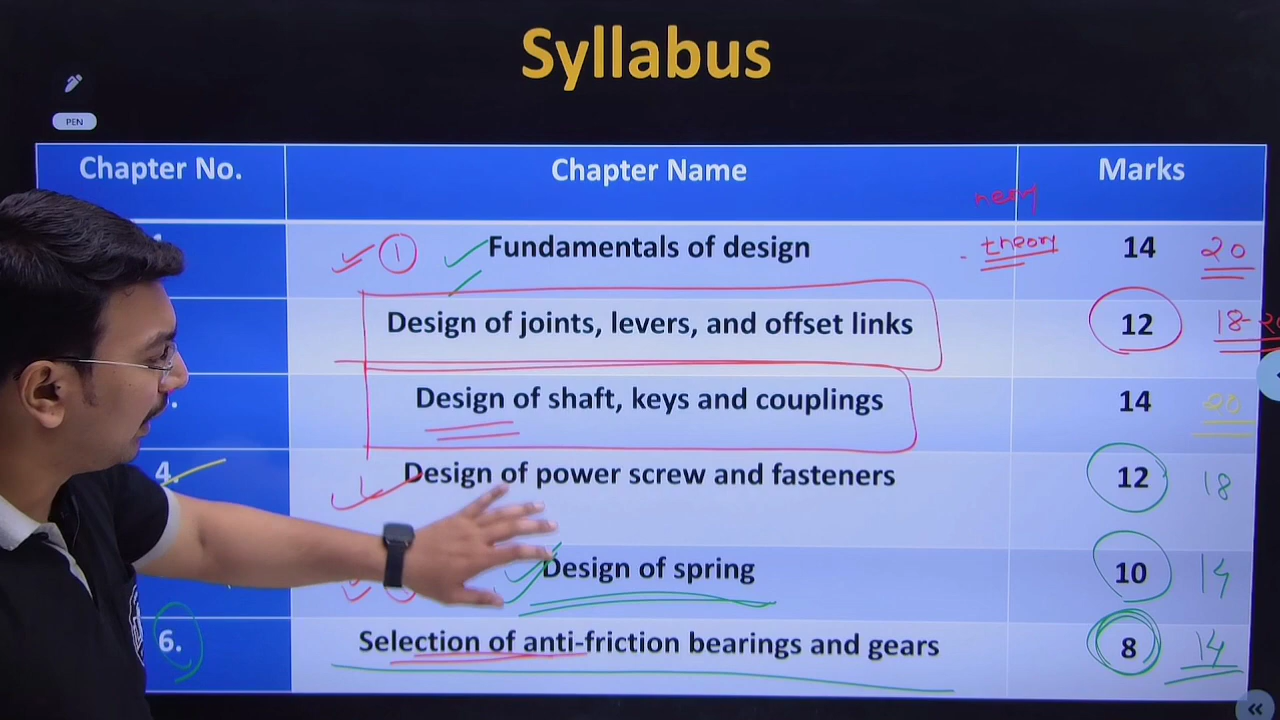 Syllabus
PEN
Chapter No. Chapter Name Marks
① Fundamentals of design theory 14 20
Design of joints, levers, and offset links 12 18-20
Design of shaft, keys and couplings 14 20
4. Design of power screw and fasteners 12 18
Design of spring 10 14
6. Selection of anti-friction bearings and gears 8 14